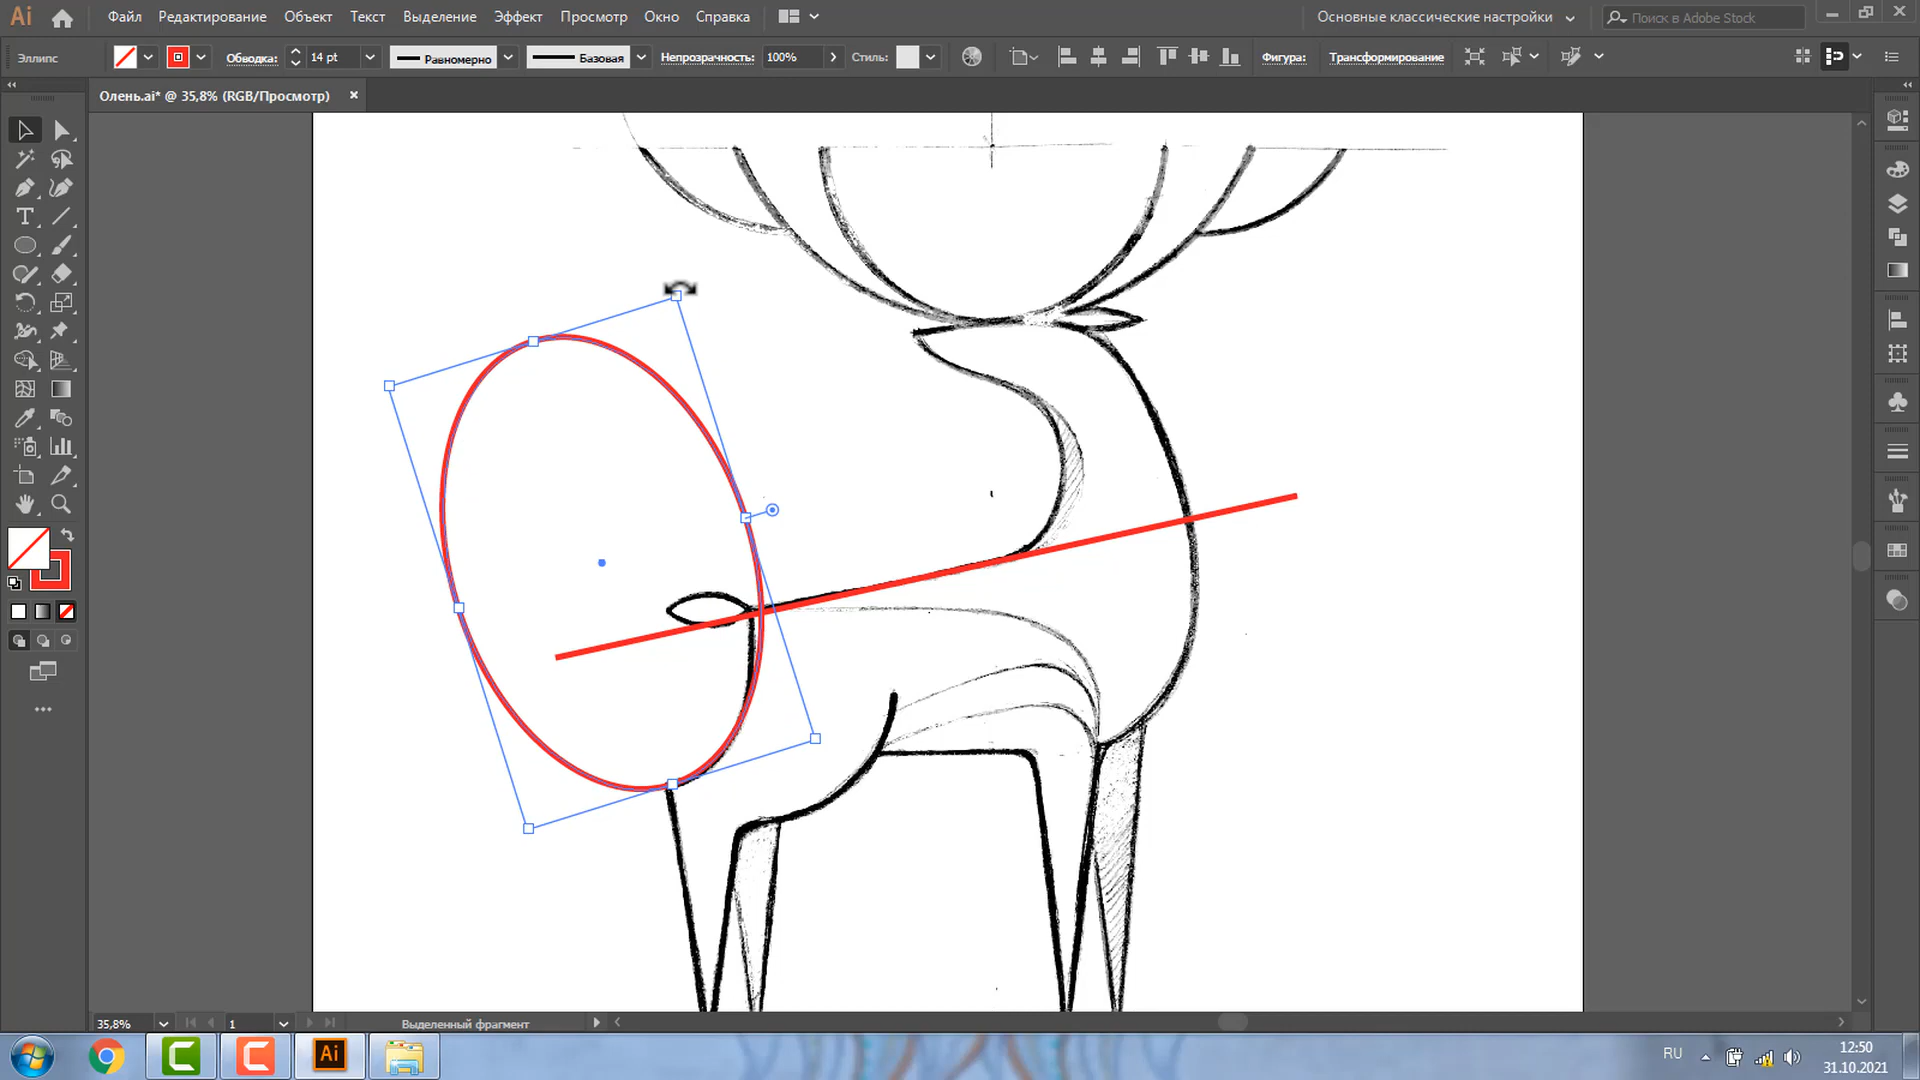 Ai Файл Редактирование Объект Текст Выделение Эффект Просмотр Окно Справка Основные классические настройки Поиск в Adobe Stock
Эллипс Обводка: 14 pt Равномерно Базовая Непрозрачность: 100% Стиль: Фигура: Трансформирование
Олень.ai* @ 35,8% (RGB/Просмотр)
T
35,8% 1 Выделенный фрагмент
Ai RU 12:50
31.10.2021